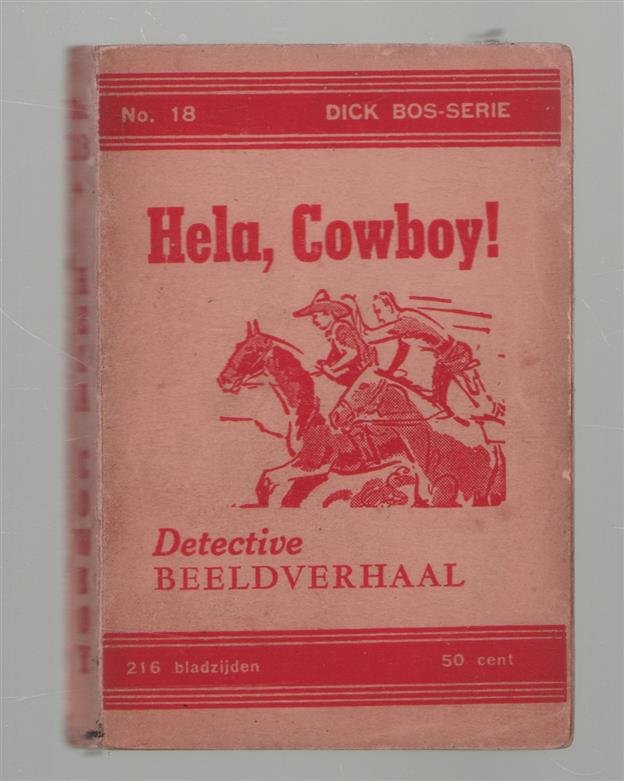 No. 18 DICK BOS-SERIE
Hela, Cowboy!
Detective
BEELDVERHAAL
216 bladzijden 50 cent